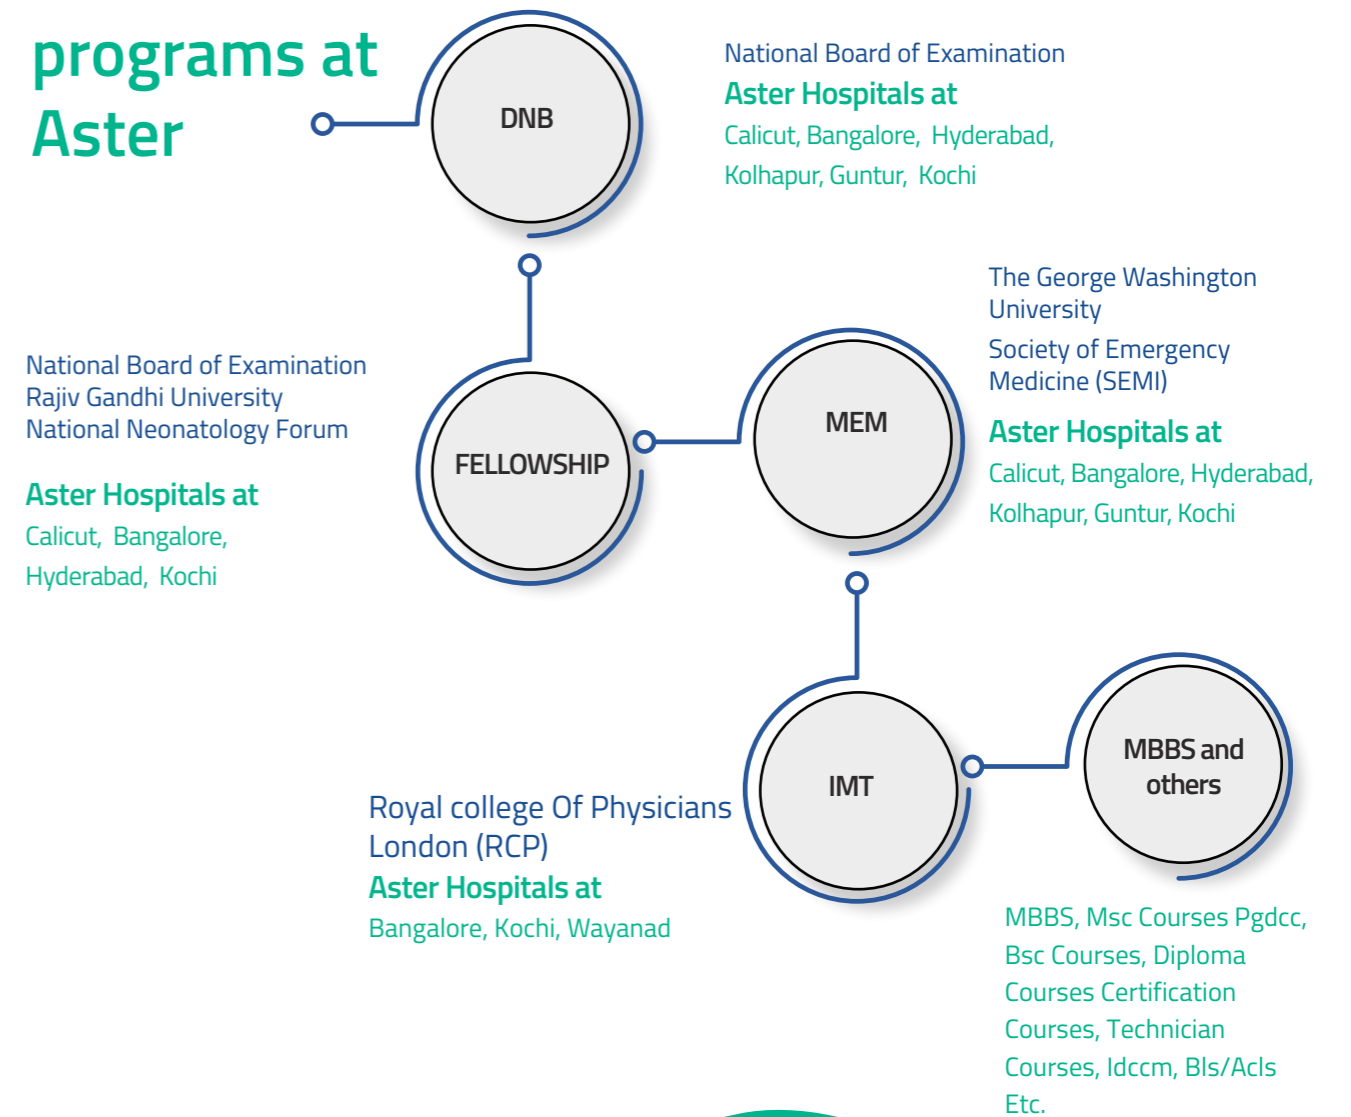 programs at
Aster
DNB
National Board of Examination
Aster Hospitals at
Calicut, Bangalore, Hyderabad,
Kolhapur, Guntur, Kochi
National Board of Examination
Rajiv Gandhi University
National Neonatology Forum
Aster Hospitals at
Calicut, Bangalore,
Hyderabad, Kochi
FELLOWSHIP
MEM
The George Washington
University
Society of Emergency
Medicine (SEMI)
Aster Hospitals at
Calicut, Bangalore, Hyderabad,
Kolhapur, Guntur, Kochi
Royal college Of Physicians
London (RCP)
Aster Hospitals at
Bangalore, Kochi, Wayanad
IMT
MBBS and
others
MBBS, Msc Courses Pgdcc,
Bsc Courses, Diploma
Courses Certification
Courses, Technician
Courses, Idccm, Bls/Acls
Etc.